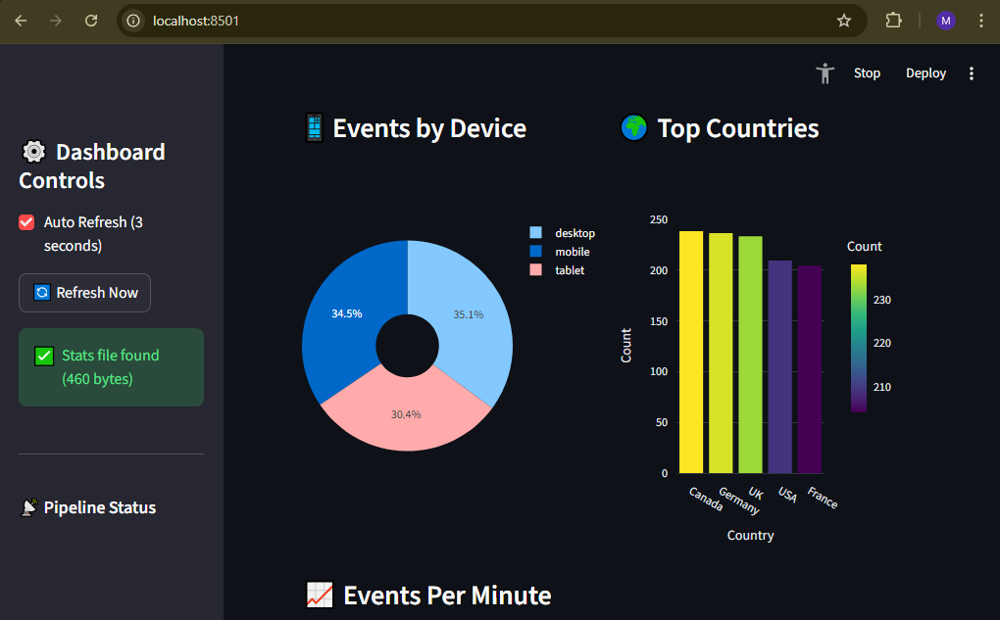 localhost:8501
M
Stop
Deploy
Dashboard
Controls
Auto Refresh (3
seconds)
Refresh Now
Stats file found
(460 bytes)
Pipeline Status
Events by Device
desktop
mobile
tablet
34.5%
35.1%
30.4%
Top Countries
250
200
150
100
50
0
Count
Canada
Germany
UK
USA
France
Country
Count
230
220
210
Events Per Minute